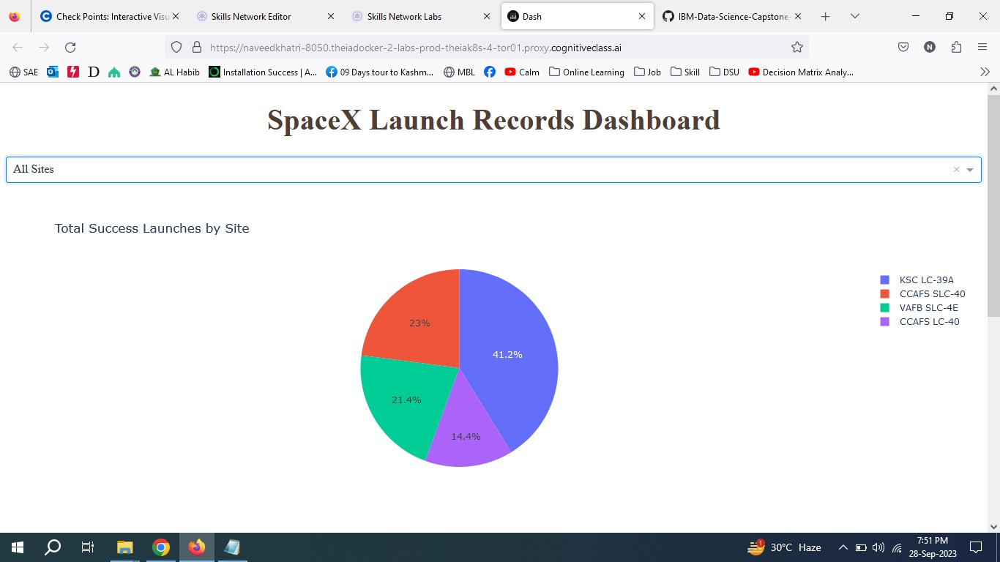 Check Points: Interactive Visu
Skills Network Editor
Skills Network Labs
Dash
IBM-Data-Science-Capstone-
https://naveedkhatri-8050.theiadocker-2-labs-prod-theiak8s-4-tor01.proxy.cognitiveclass.ai
N
SAE
D
AL Habib
Installation Success | A...
09 Days tour to Kashm...
MBL
Calm
Online Learning
Job
Skill
DSU
Decision Matrix Analy...
SpaceX Launch Records Dashboard
All Sites
Total Success Launches by Site
KSC LC-39A
CCAFS SLC-40
VAFB SLC-4E
CCAFS LC-40
23%
41.2%
21.4%
14.4%
1
30°C Haze
7:51 PM
28-Sep-2023